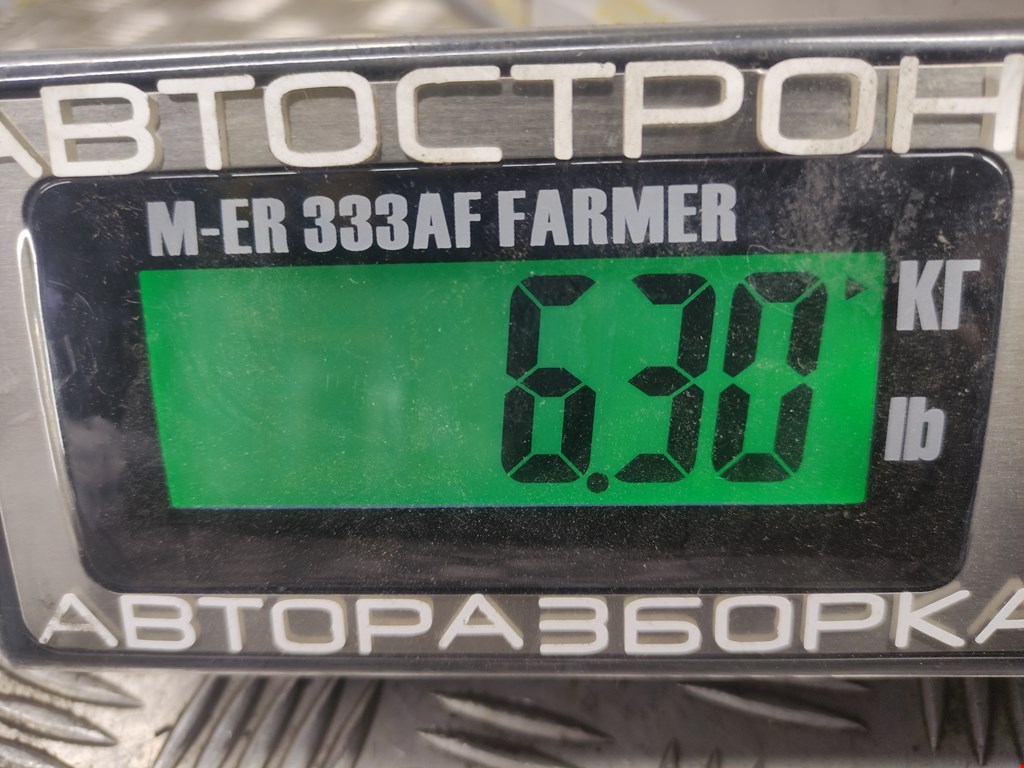 АВТОСТРОН
M-ER 333AF FARMER
6.30
КГ
lb
АВТОРАЗБОРКА